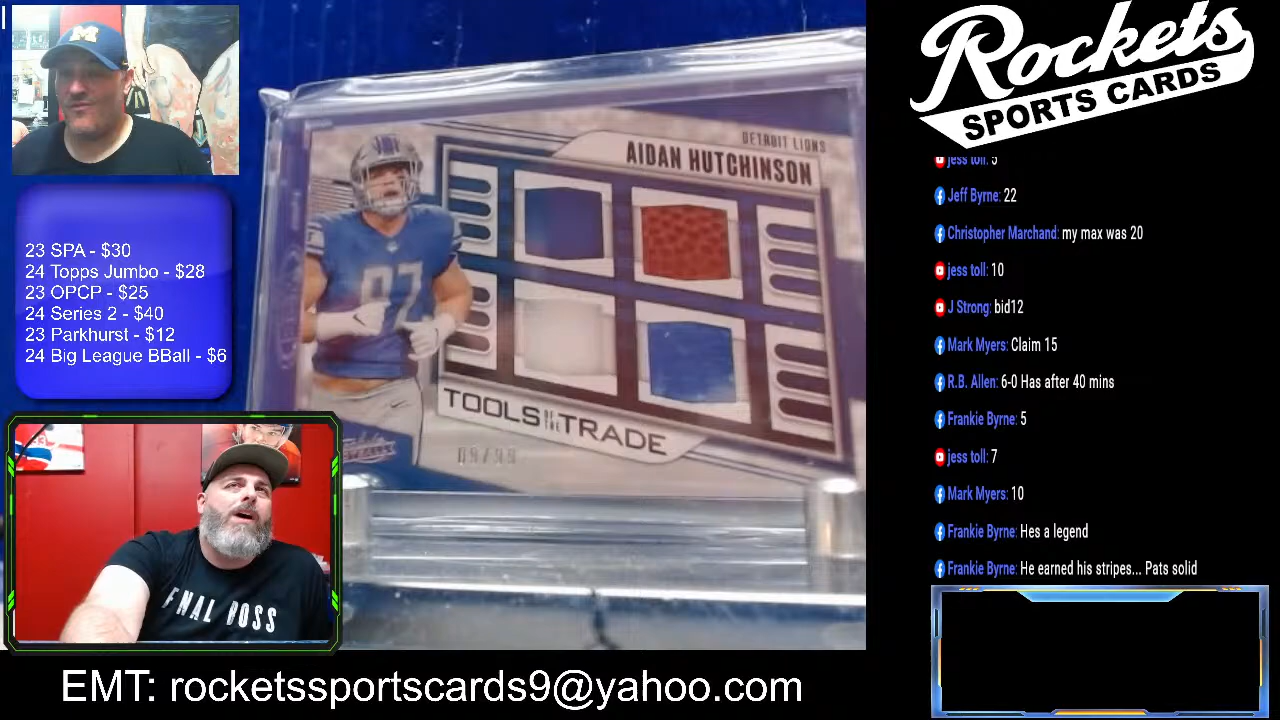 M
23 SPA - $30
24 Topps Jumbo - $28
23 OPCP - $25
24 Series 2 - $40
23 Parkhurst - $12
24 Big League BBall - $6
DETROIT LIONS
AIDAN HUTCHINSON
97
TOOLS OF THE TRADE
Rockets
SPORTS CARDS
jess toll: 5
Jeff Byrne: 22
Christopher Marchand: my max was 20
jess toll: 10
J Strong: bid12
Mark Myers: Claim 15
R.B. Allen: 6-0 Has after 40 mins
Frankie Byrne: 5
jess toll: 7
Mark Myers: 10
Frankie Byrne: Hes a legend
Frankie Byrne: He earned his stripes... Pats solid
FINAL BOSS
EMT: rocketssportscards9@yahoo.com